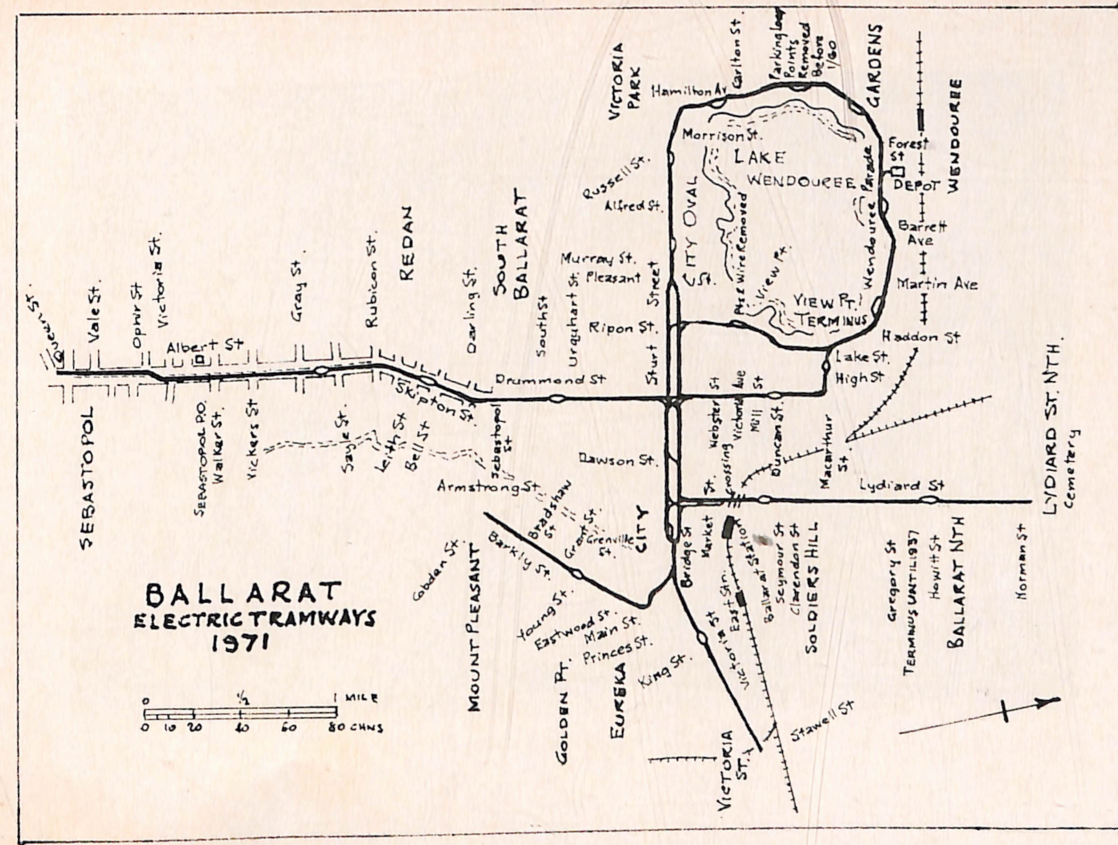 BALLARAT
ELECTRIC TRAMWAYS
1971
0 ½ 1 MILE
0 10 20 40 60 80 CHNS
Queen St.
Vale St.
Ophir St
Victoria St.
Albert St
Gray St.
Rubicon St.
REDAN
Darling St.
SOUTH
BALLARAT
South St
Urquhart St.
Murray St.
Pleasant
St.
Ripon St.
Russell St.
Alfred St.
VICTORIA
PARK
Hamilton Av
Carlton St.
Parking Loop
Points
Removed
Before
1/60
GARDENS
WENDOUREE
Morrison St.
LAKE
WENDOUREE
Forest
St
DEPOT
Barrett
Ave
Martin Ave
Wendouree Parade
CITY OVAL
Pole Wire Removed
View Pt.
VIEW PT.
TERMINUS
Haddon St
Lake St.
High St
Sturt Street
Drummond St
Skipton St
SEBASTOPOL
SEBASTOPOL P.O.
Walker St.
Vickers St
Sayle St.
Leith St
Bell St
Sebastopol
St
Armstrong St
Dawson St.
Webster St
Victoria Ave
Mill St
Duncan St.
Macarthur
St.
Lydiard St
LYDIARD ST. NTH.
Cemetery
Crossing
Market St.
Bridge St
CITY
Bradshaw
St
Grant St
Grenville
St.
Barkly St.
Cobden St
MOUNT PLEASANT
Young St.
Eastwood St.
Main St.
Princes St.
GOLDEN PT.
EUREKA
King St.
Victoria St
East Stn.
Ballarat Station
Seymour St
Clarendon St
SOLDIERS HILL
Gregory St
TERMINUS UNTIL 1937
Howitt St
BALLARAT NTH
Norman St
VICTORIA
ST.
Stawell St